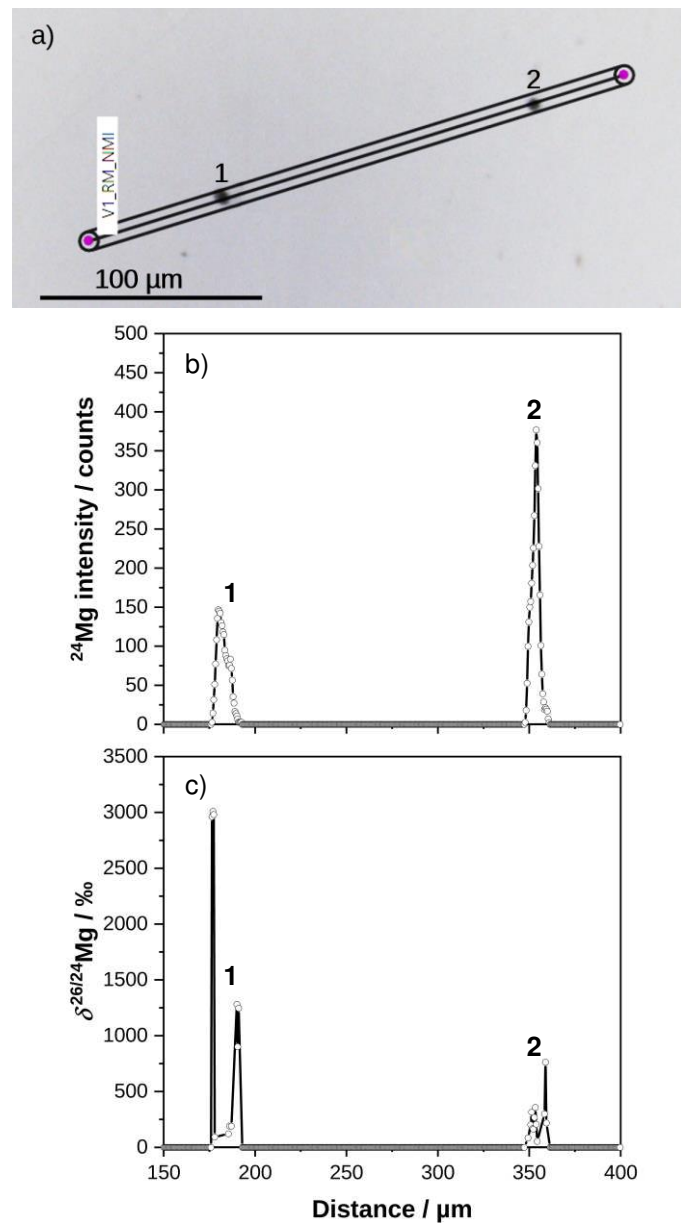 a)
2
1
V1_RM_NMI
100 µm
b)
500
450
400
350
300
250
200
150
100
50
0
²⁴Mg intensity / counts
1
2
c)
3500
3000
2500
2000
1500
1000
500
0
δ²⁶/²⁴Mg / ‰
1
2
150 200 250 300 350 400
Distance / µm